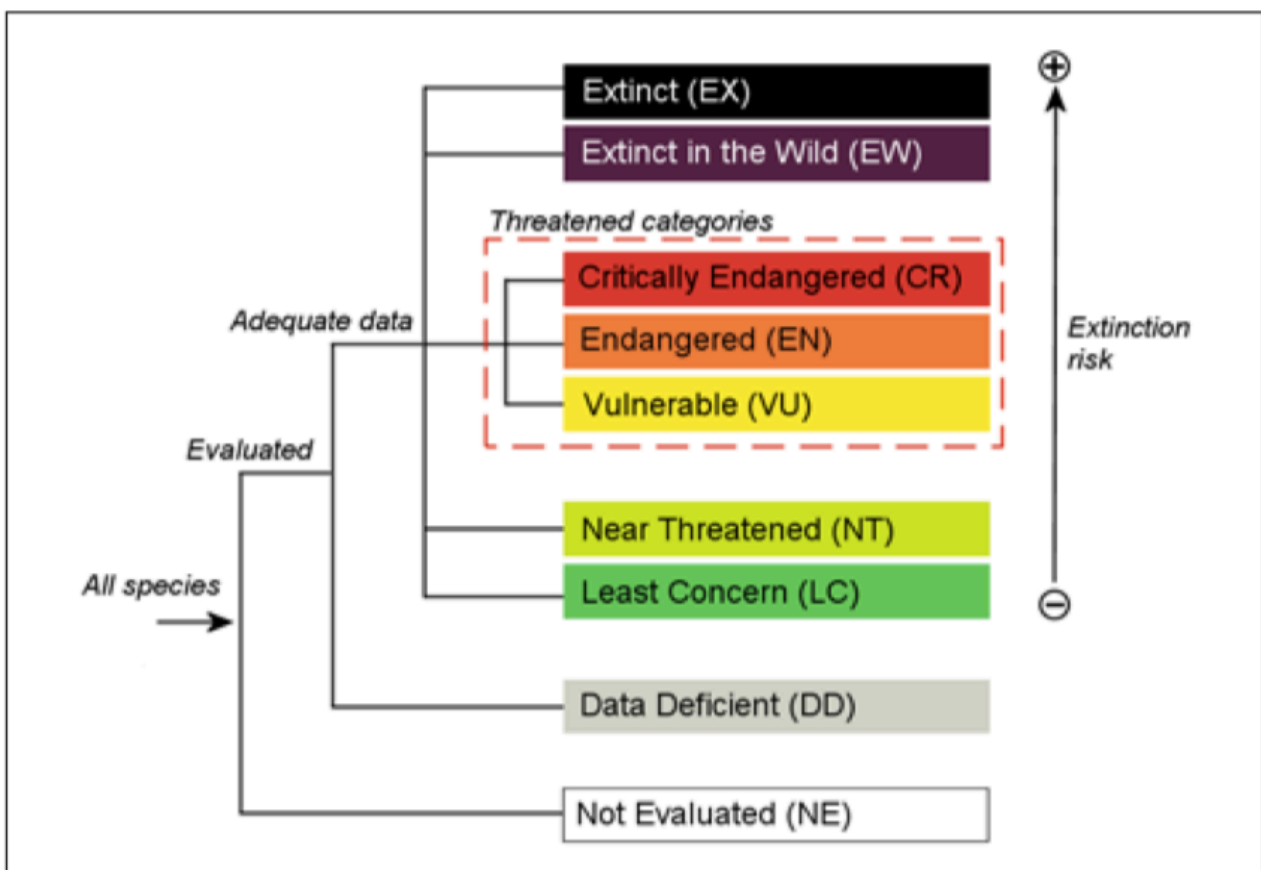 Extinct (EX)
Extinct in the Wild (EW)
Threatened categories
Critically Endangered (CR)
Adequate data
Endangered (EN)
Extinction
risk
Vulnerable (VU)
Evaluated
Near Threatened (NT)
All species
Least Concern (LC)
Data Deficient (DD)
Not Evaluated (NE)